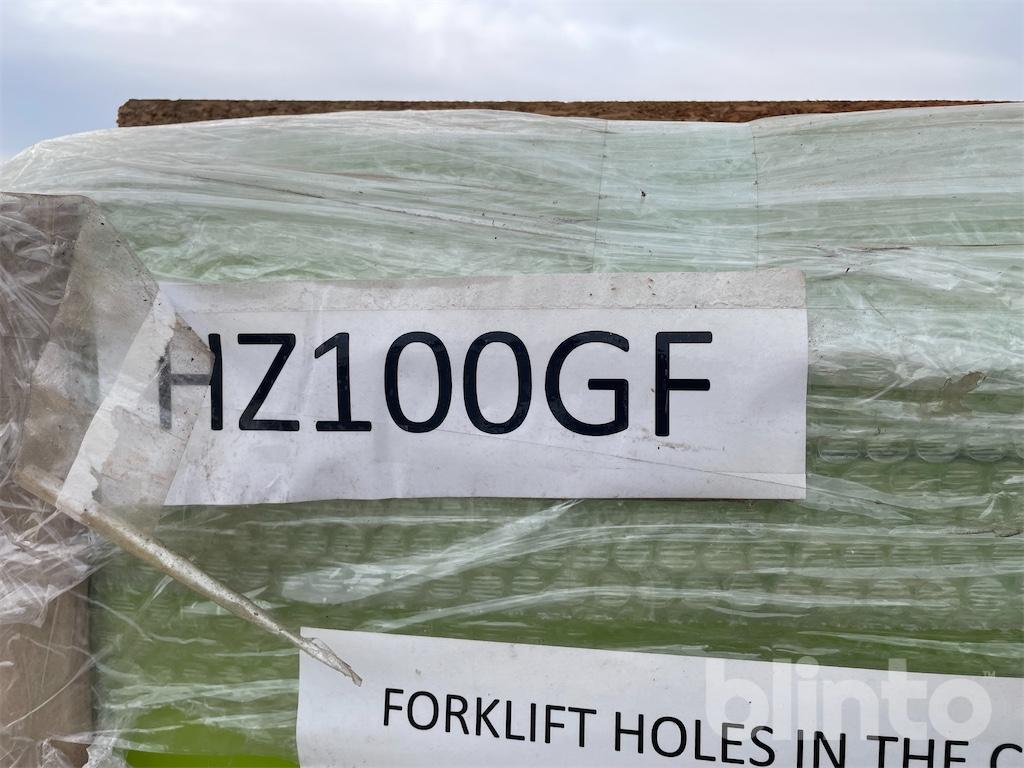 HZ100GF
FORKLIFT HOLES IN THE
blinto